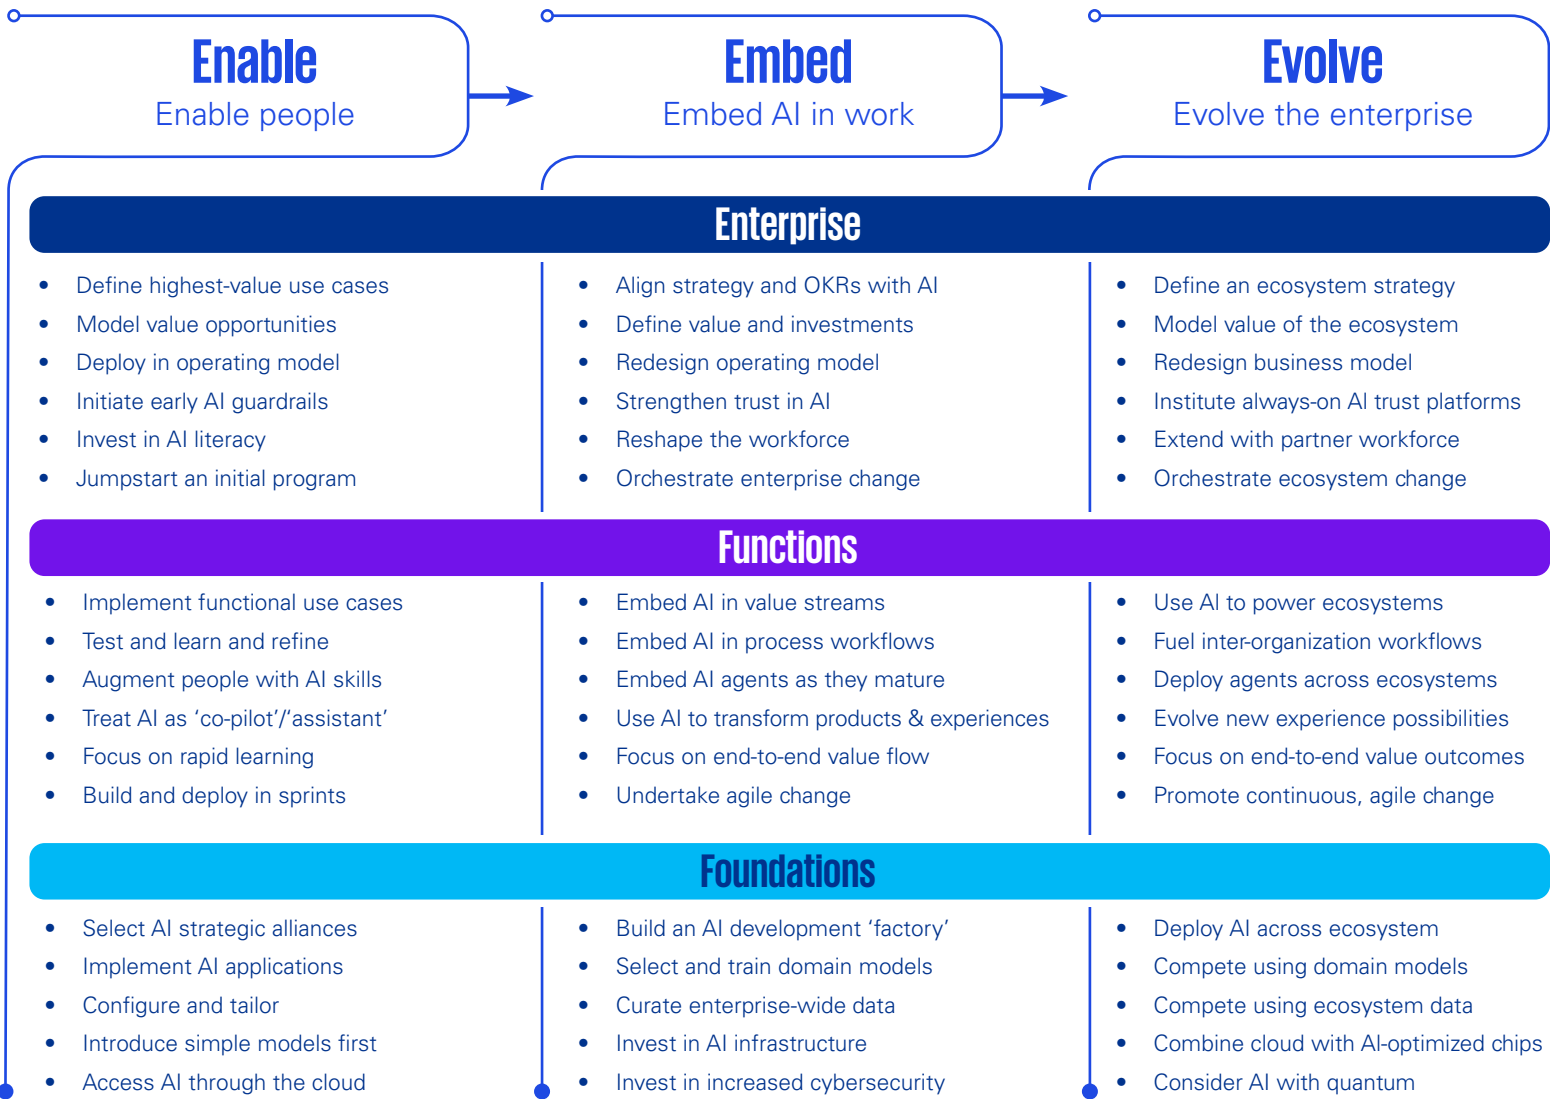 Enable
Enable people
Embed
Embed AI in work
Evolve
Evolve the enterprise
Enterprise
• Define highest-value use cases
• Model value opportunities
• Deploy in operating model
• Initiate early AI guardrails
• Invest in AI literacy
• Jumpstart an initial program
• Align strategy and OKRs with AI
• Define value and investments
• Redesign operating model
• Strengthen trust in AI
• Reshape the workforce
• Orchestrate enterprise change
• Define an ecosystem strategy
• Model value of the ecosystem
• Redesign business model
• Institute always-on AI trust platforms
• Extend with partner workforce
• Orchestrate ecosystem change
Functions
• Implement functional use cases
• Test and learn and refine
• Augment people with AI skills
• Treat AI as ‘co-pilot’/‘assistant’
• Focus on rapid learning
• Build and deploy in sprints
• Embed AI in value streams
• Embed AI in process workflows
• Embed AI agents as they mature
• Use AI to transform products & experiences
• Focus on end-to-end value flow
• Undertake agile change
• Use AI to power ecosystems
• Fuel inter-organization workflows
• Deploy agents across ecosystems
• Evolve new experience possibilities
• Focus on end-to-end value outcomes
• Promote continuous, agile change
Foundations
• Select AI strategic alliances
• Implement AI applications
• Configure and tailor
• Introduce simple models first
• Access AI through the cloud
• Build an AI development ‘factory’
• Select and train domain models
• Curate enterprise-wide data
• Invest in AI infrastructure
• Invest in increased cybersecurity
• Deploy AI across ecosystem
• Compete using domain models
• Compete using ecosystem data
• Combine cloud with AI-optimized chips
• Consider AI with quantum